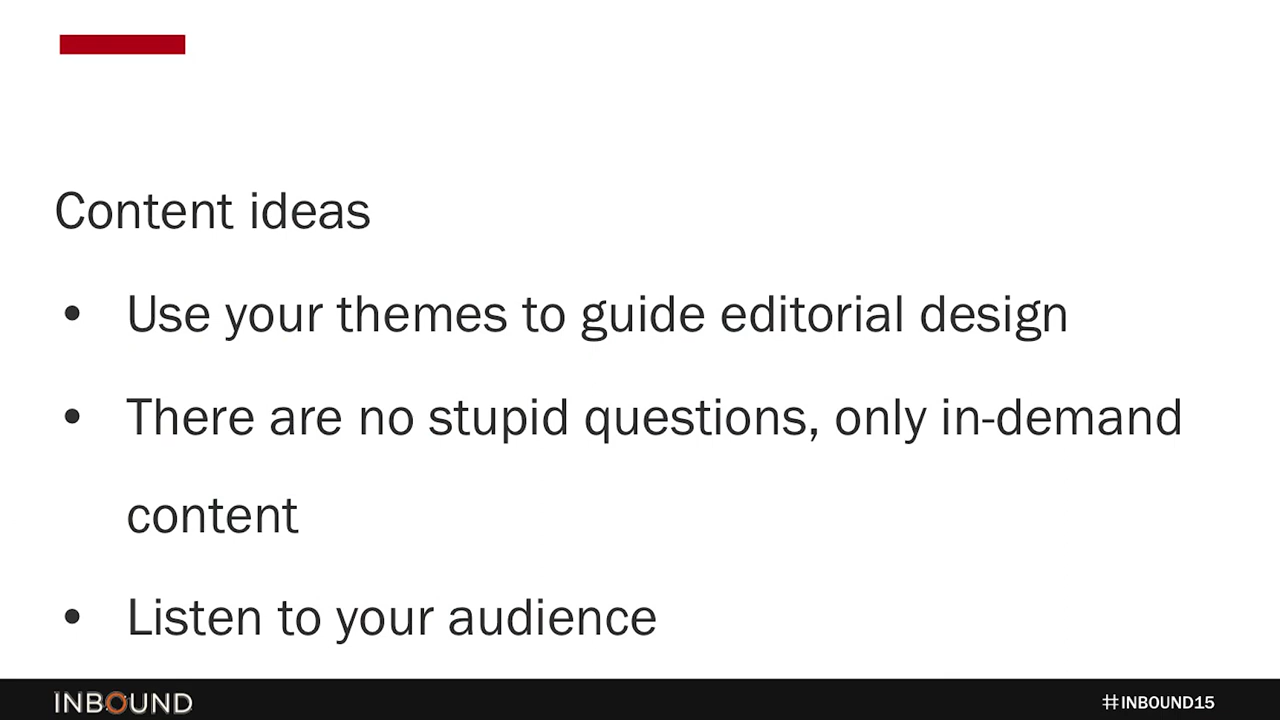 Content ideas
• Use your themes to guide editorial design
• There are no stupid questions, only in-demand
content
• Listen to your audience
INBOUND
#INBOUND15